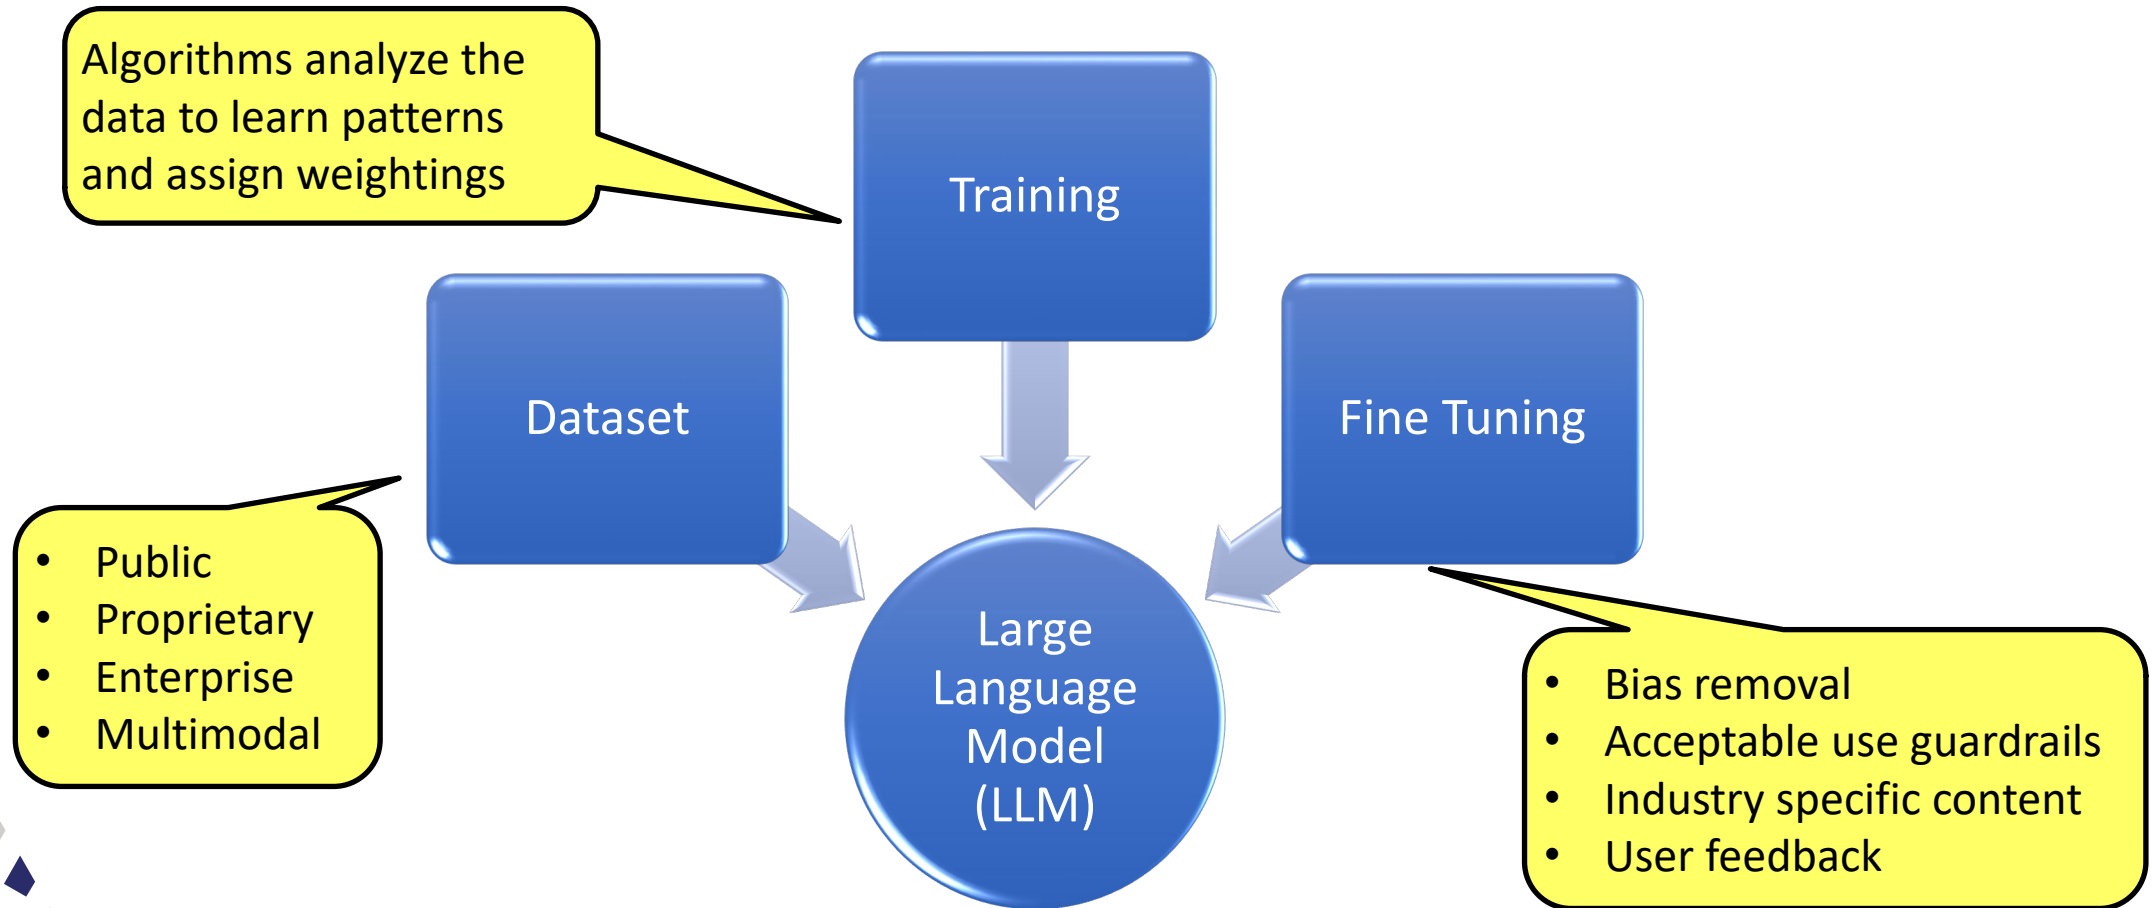 Algorithms analyze the
data to learn patterns
and assign weightings
Training
Dataset
Fine Tuning
• Public
• Proprietary
• Enterprise
• Multimodal
Large
Language
Model
(LLM)
• Bias removal
• Acceptable use guardrails
• Industry specific content
• User feedback